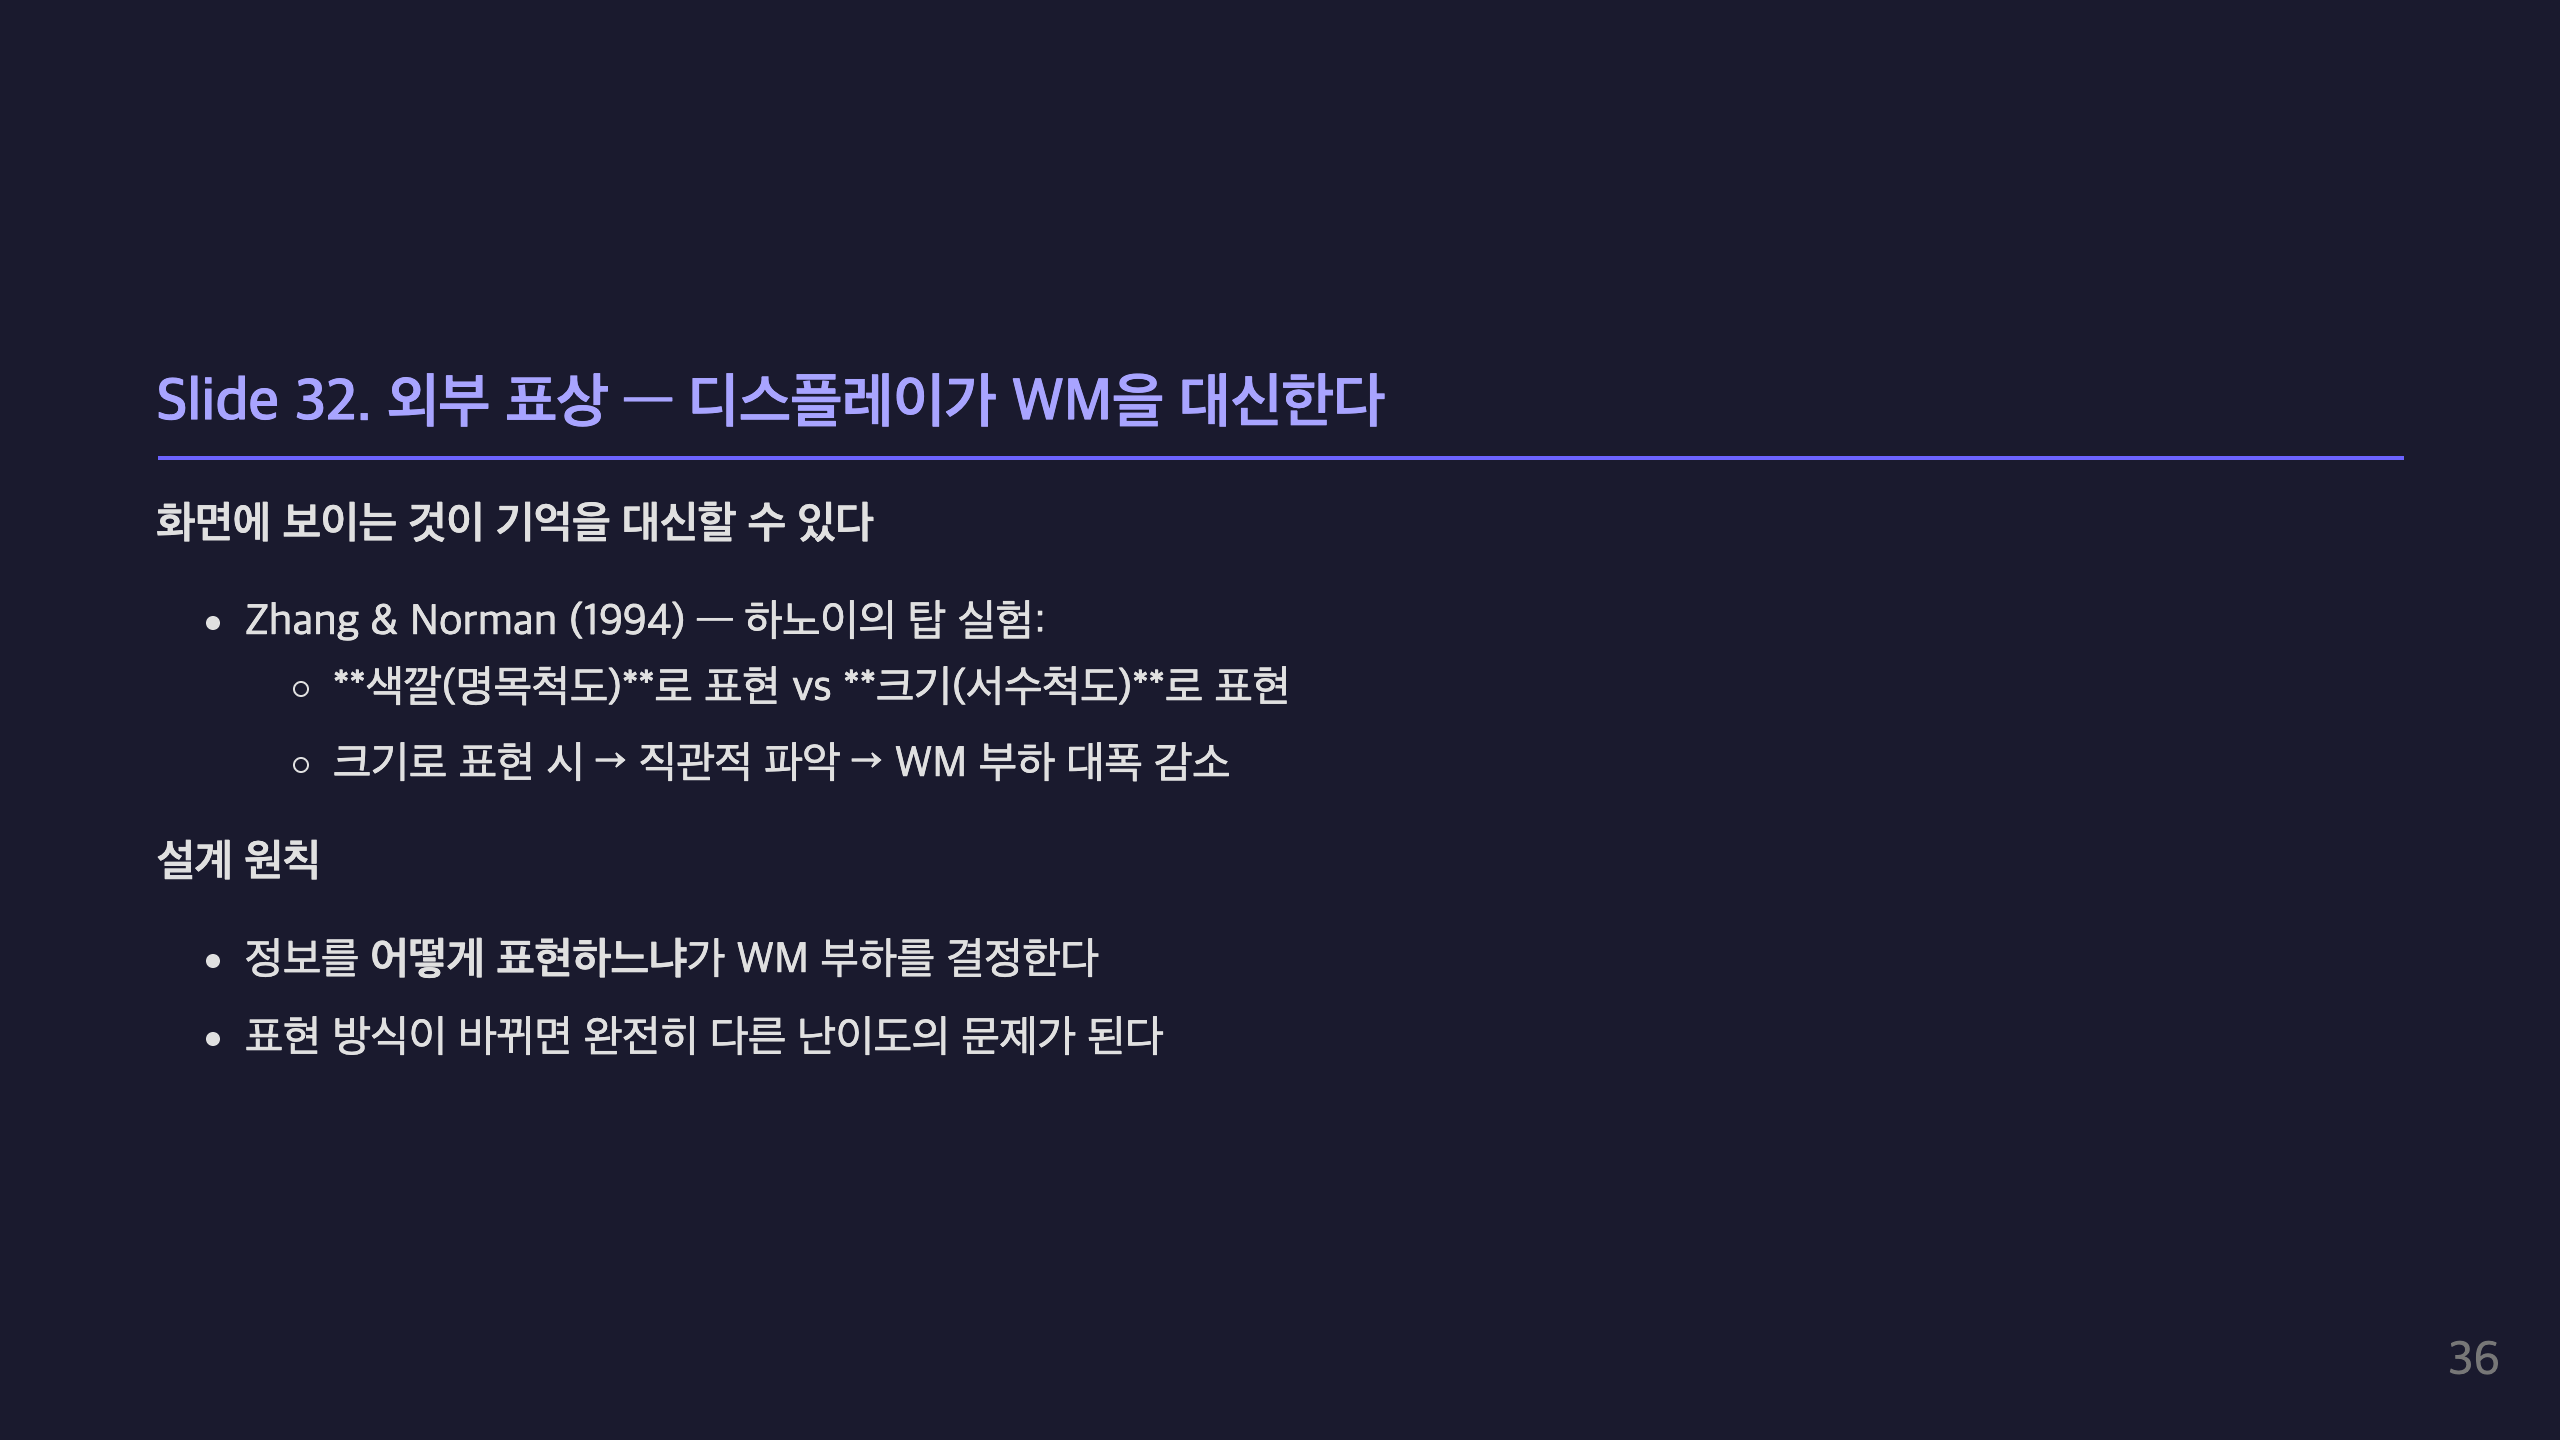 Slide 32. 외부 표상 — 디스플레이가 WM을 대신한다
화면에 보이는 것이 기억을 대신할 수 있다
• Zhang & Norman (1994) — 하노이의 탑 실험:
○ **색깔(명목척도)**로 표현 vs **크기(서수척도)**로 표현
○ 크기로 표현 시 → 직관적 파악 → WM 부하 대폭 감소
설계 원칙
• 정보를 어떻게 표현하느냐가 WM 부하를 결정한다
• 표현 방식이 바뀌면 완전히 다른 난이도의 문제가 된다
36